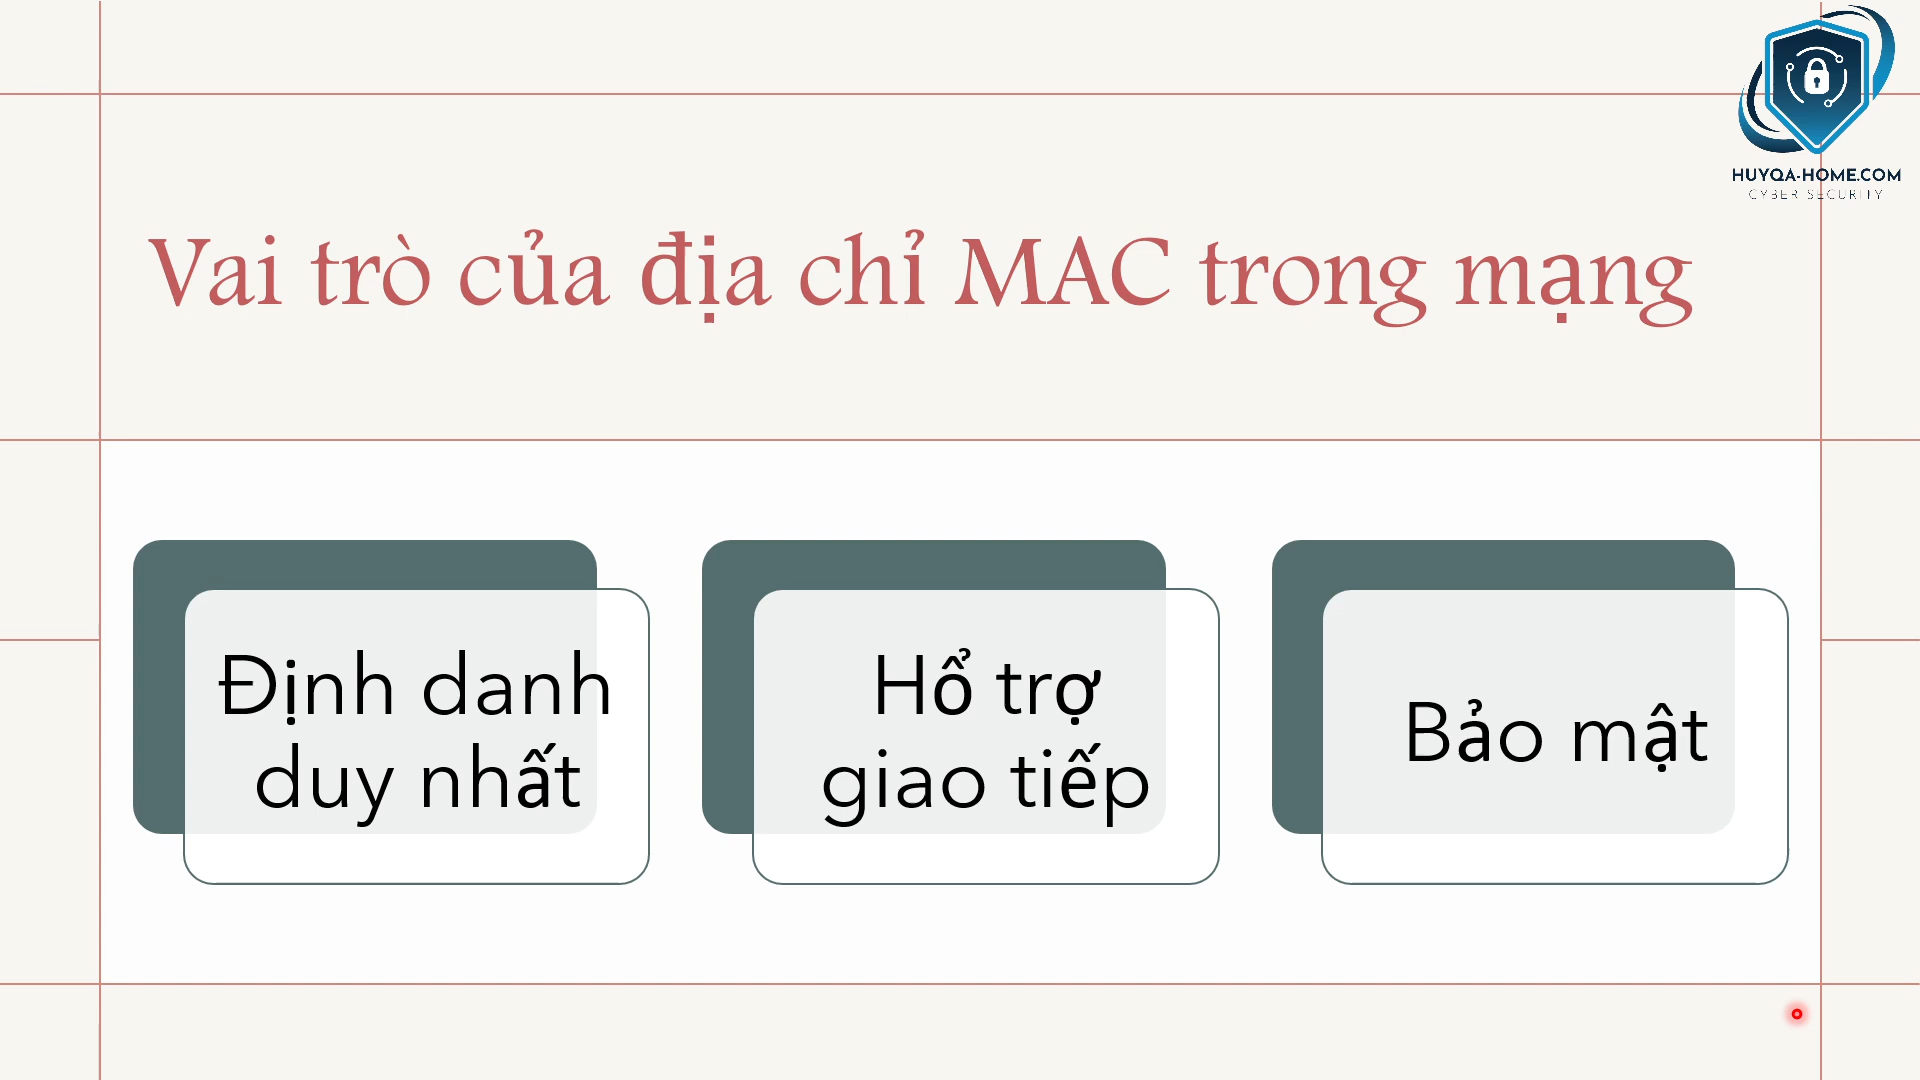 HUYQA-HOME.COM
CYBER SECURITY
Vai trò của địa chỉ MAC trong mạng
Định danh
duy nhất
Hổ trợ
giao tiếp
Bảo mật